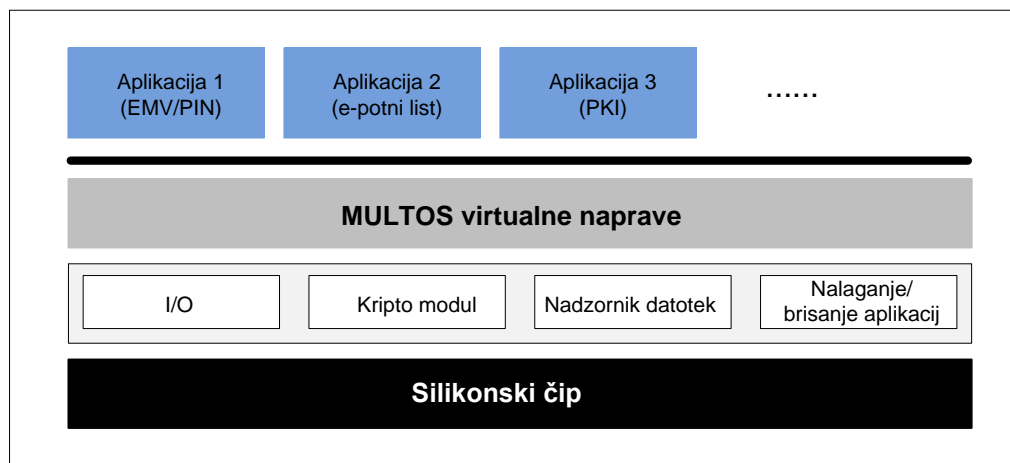 Aplikacija 1
(EMV/PIN)
Aplikacija 2
(e-potni list)
Aplikacija 3
(PKI)
......
MULTOS virtualne naprave
I/O
Kripto modul
Nadzornik datotek
Nalaganje/
brisanje aplikacij
Silikonski čip